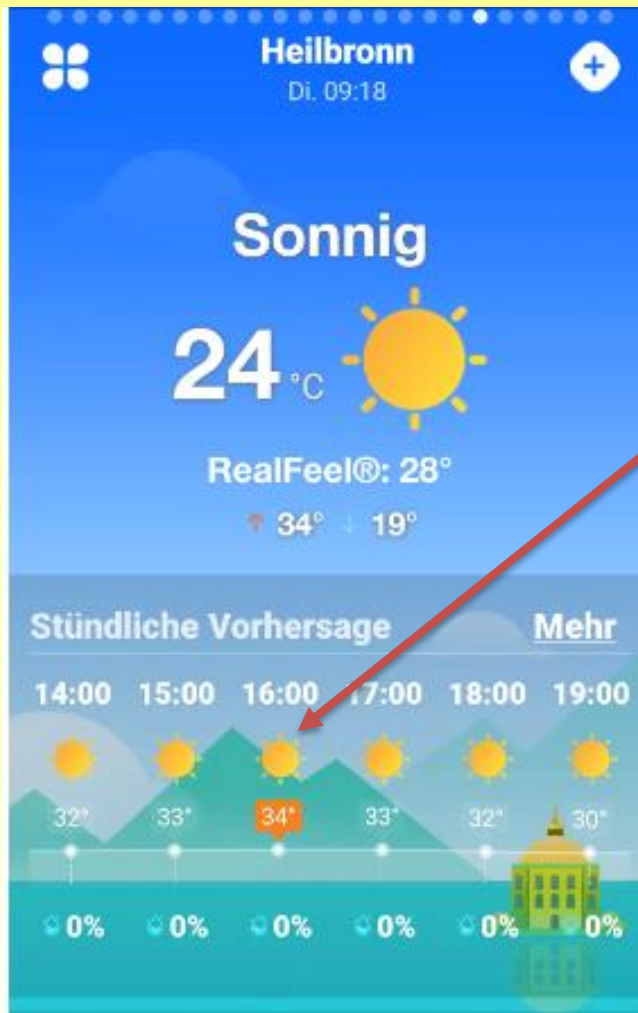 Heilbronn
Di. 09:18
Sonnig
24 °C
RealFeel®: 28°
↑ 34° ↓ 19°
Stündliche Vorhersage Mehr
14:00 15:00 16:00 17:00 18:00 19:00
32° 33° 34° 33° 32° 30°
0% 0% 0% 0% 0% 0%